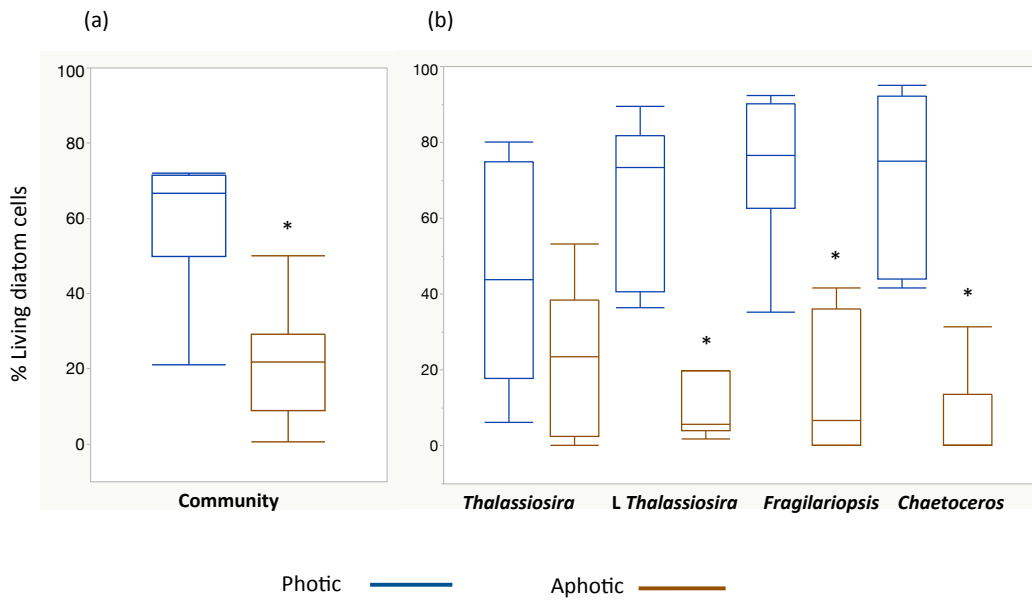 (a)
(b)
% Living diatom cells
100
80
60
40
20
0
*
Community
100
80
60
40
20
0
*
*
*
Thalassiosira
L Thalassiosira
Fragilariopsis
Chaetoceros
Photic
Aphotic